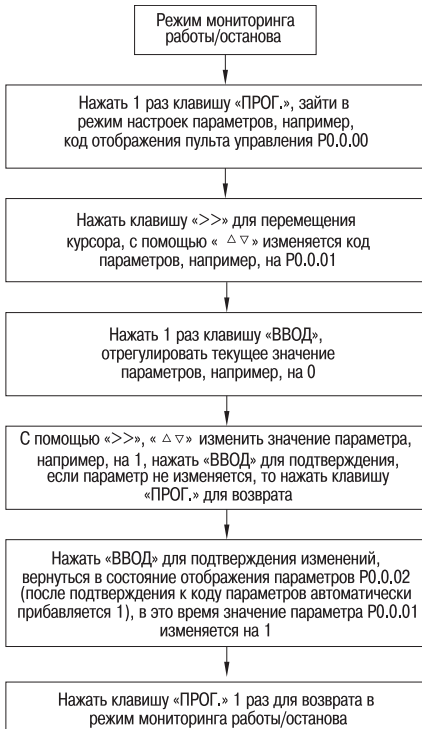 Режим мониторинга
работы/останова
Нажать 1 раз клавишу «ПРОГ.», зайти в
режим настроек параметров, например,
код отображения пульта управления P0.0.00
Нажать клавишу «>>» для перемещения
курсора, с помощью « △ ▽ » изменяется код
параметров, например, на P0.0.01
Нажать 1 раз клавишу «ВВОД»,
отрегулировать текущее значение
параметров, например, на 0
С помощью «>>», « △ ▽ » изменить значение параметра,
например, на 1, нажать «ВВОД» для подтверждения,
если параметр не изменяется, то нажать клавишу
«ПРОГ.» для возврата
Нажать «ВВОД» для подтверждения изменений,
вернуться в состояние отображения параметров P0.0.02
(после подтверждения к коду параметров автоматически
прибавляется 1), в это время значение параметра P0.0.01
изменяется на 1
Нажать клавишу «ПРОГ.» 1 раз для возврата в
режим мониторинга работы/останова